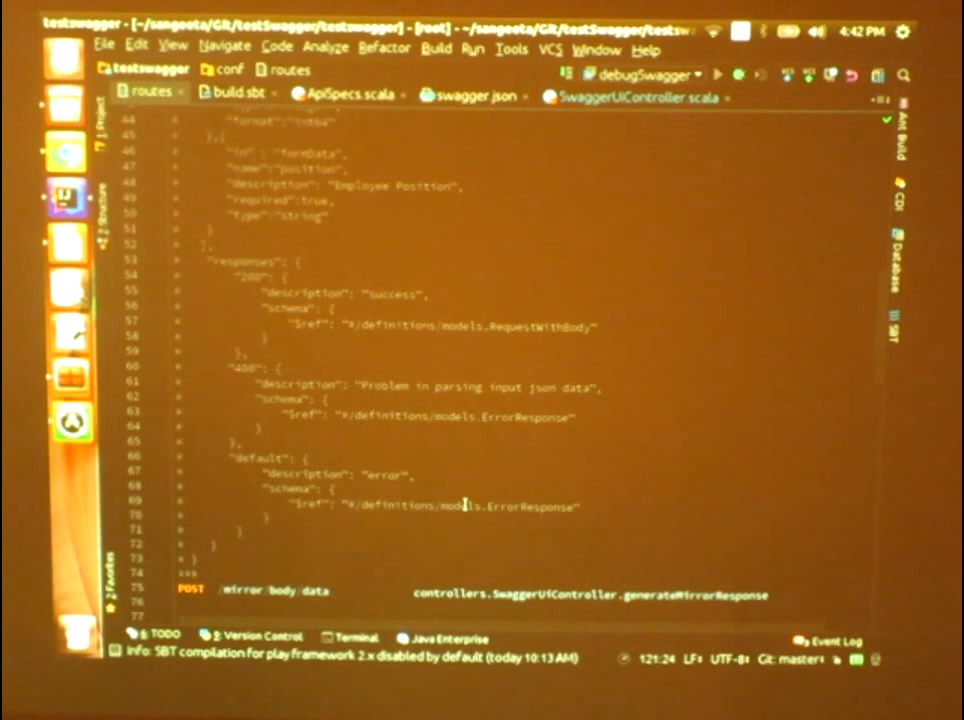 testswagger - [~/sangeeta/Git/testSwagger/testswagger] - [root] - ~/sangeeta/Git/testSwagger/testsw
4:42 PM
File Edit View Navigate Code Analyze Refactor Build Run Tools VCS Window Help
testswagger conf routes
debugSwagger
routes × build.sbt × ApiSpecs.scala × swagger.json × SwaggerUiController.scala ×
1: Project
2: Structure
2: Favorites
Ant Build
CDI
Database
SBT
44 * "format":"int64"
45 * },{
46 * "in" : "formData",
47 * "name":"position",
48 * "description": "Employee Position",
49 * "required":true,
50 * "type":"string"
51 * }
52 * ],
53 * "responses": {
54 * "200": {
55 * "description": "success",
56 * "schema": {
57 * "$ref": "#/definitions/models.RequestWithBody"
58 * }
59 * },
60 * "400": {
61 * "description": "Problem in parsing input json data",
62 * "schema": {
63 * "$ref": "#/definitions/models.ErrorResponse"
64 * }
65 * },
66 * "default": {
67 * "description": "error",
68 * "schema": {
69 * "$ref": "#/definitions/models.ErrorResponse"
70 * }
71 * }
72 * }
73 * }
74 ###
75 POST /mirror/body/data controllers.SwaggerUiController.generateMirrorResponse
76
77
6: TODO 9: Version Control Terminal Java Enterprise Event Log
Info: SBT compilation for play framework 2.x disabled by default (today 10:13 AM) 121:24 LF: UTF-8: Git: master: